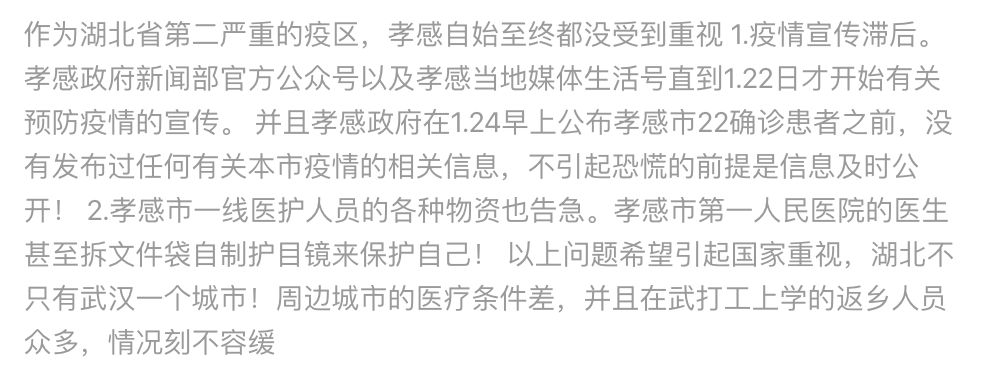 作为湖北省第二严重的疫区，孝感自始至终都没受到重视 1.疫情宣传滞后。
孝感政府新闻部官方公众号以及孝感当地媒体生活号直到1.22日才开始有关
预防疫情的宣传。 并且孝感政府在1.24早上公布孝感市22确诊患者之前，没
有发布过任何有关本市疫情的相关信息，不引起恐慌的前提是信息及时公
开！ 2.孝感市一线医护人员的各种物资也告急。孝感市第一人民医院的医生
甚至拆文件袋自制护目镜来保护自己！ 以上问题希望引起国家重视，湖北不
只有武汉一个城市！周边城市的医疗条件差，并且在武打工上学的返乡人员
众多，情况刻不容缓